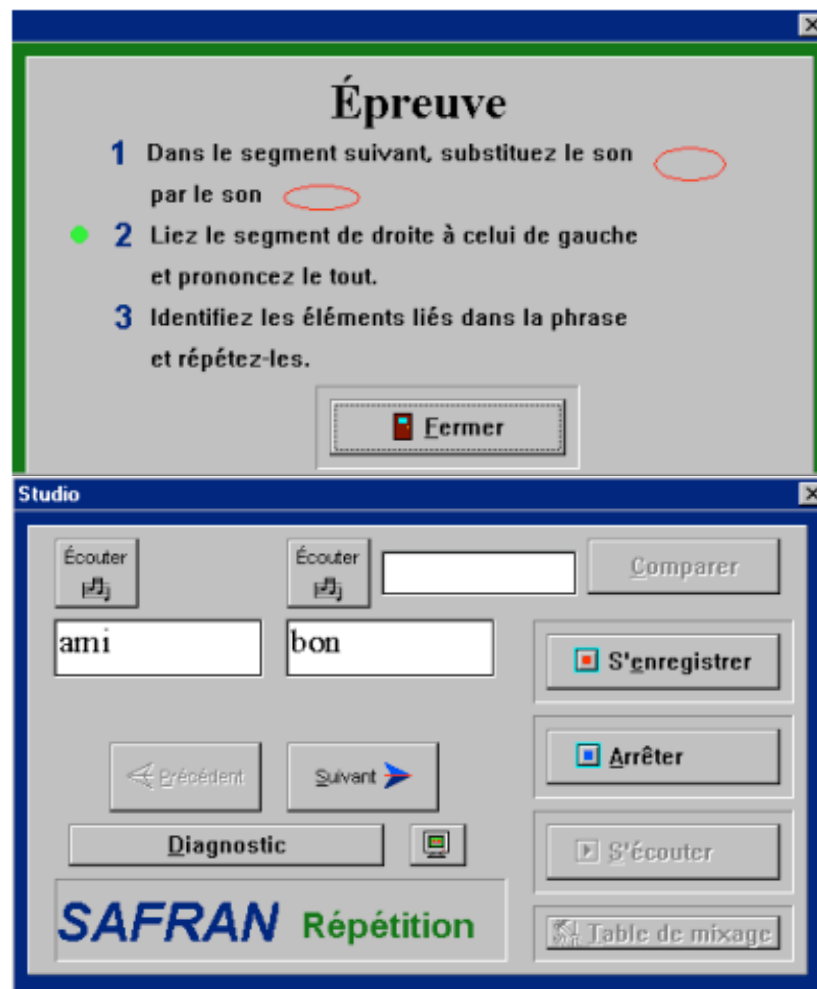 Épreuve
1 Dans le segment suivant, substituez le son
par le son
2 Liez le segment de droite à celui de gauche
et prononcez le tout.
3 Identifiez les éléments liés dans la phrase
et répétez-les.
Fermer
Studio
Écouter
Écouter
Comparer
ami
bon
S'enregistrer
Arrêter
Précédent
Suivant
Diagnostic
S'écouter
SAFRAN Répétition
Table de mixage